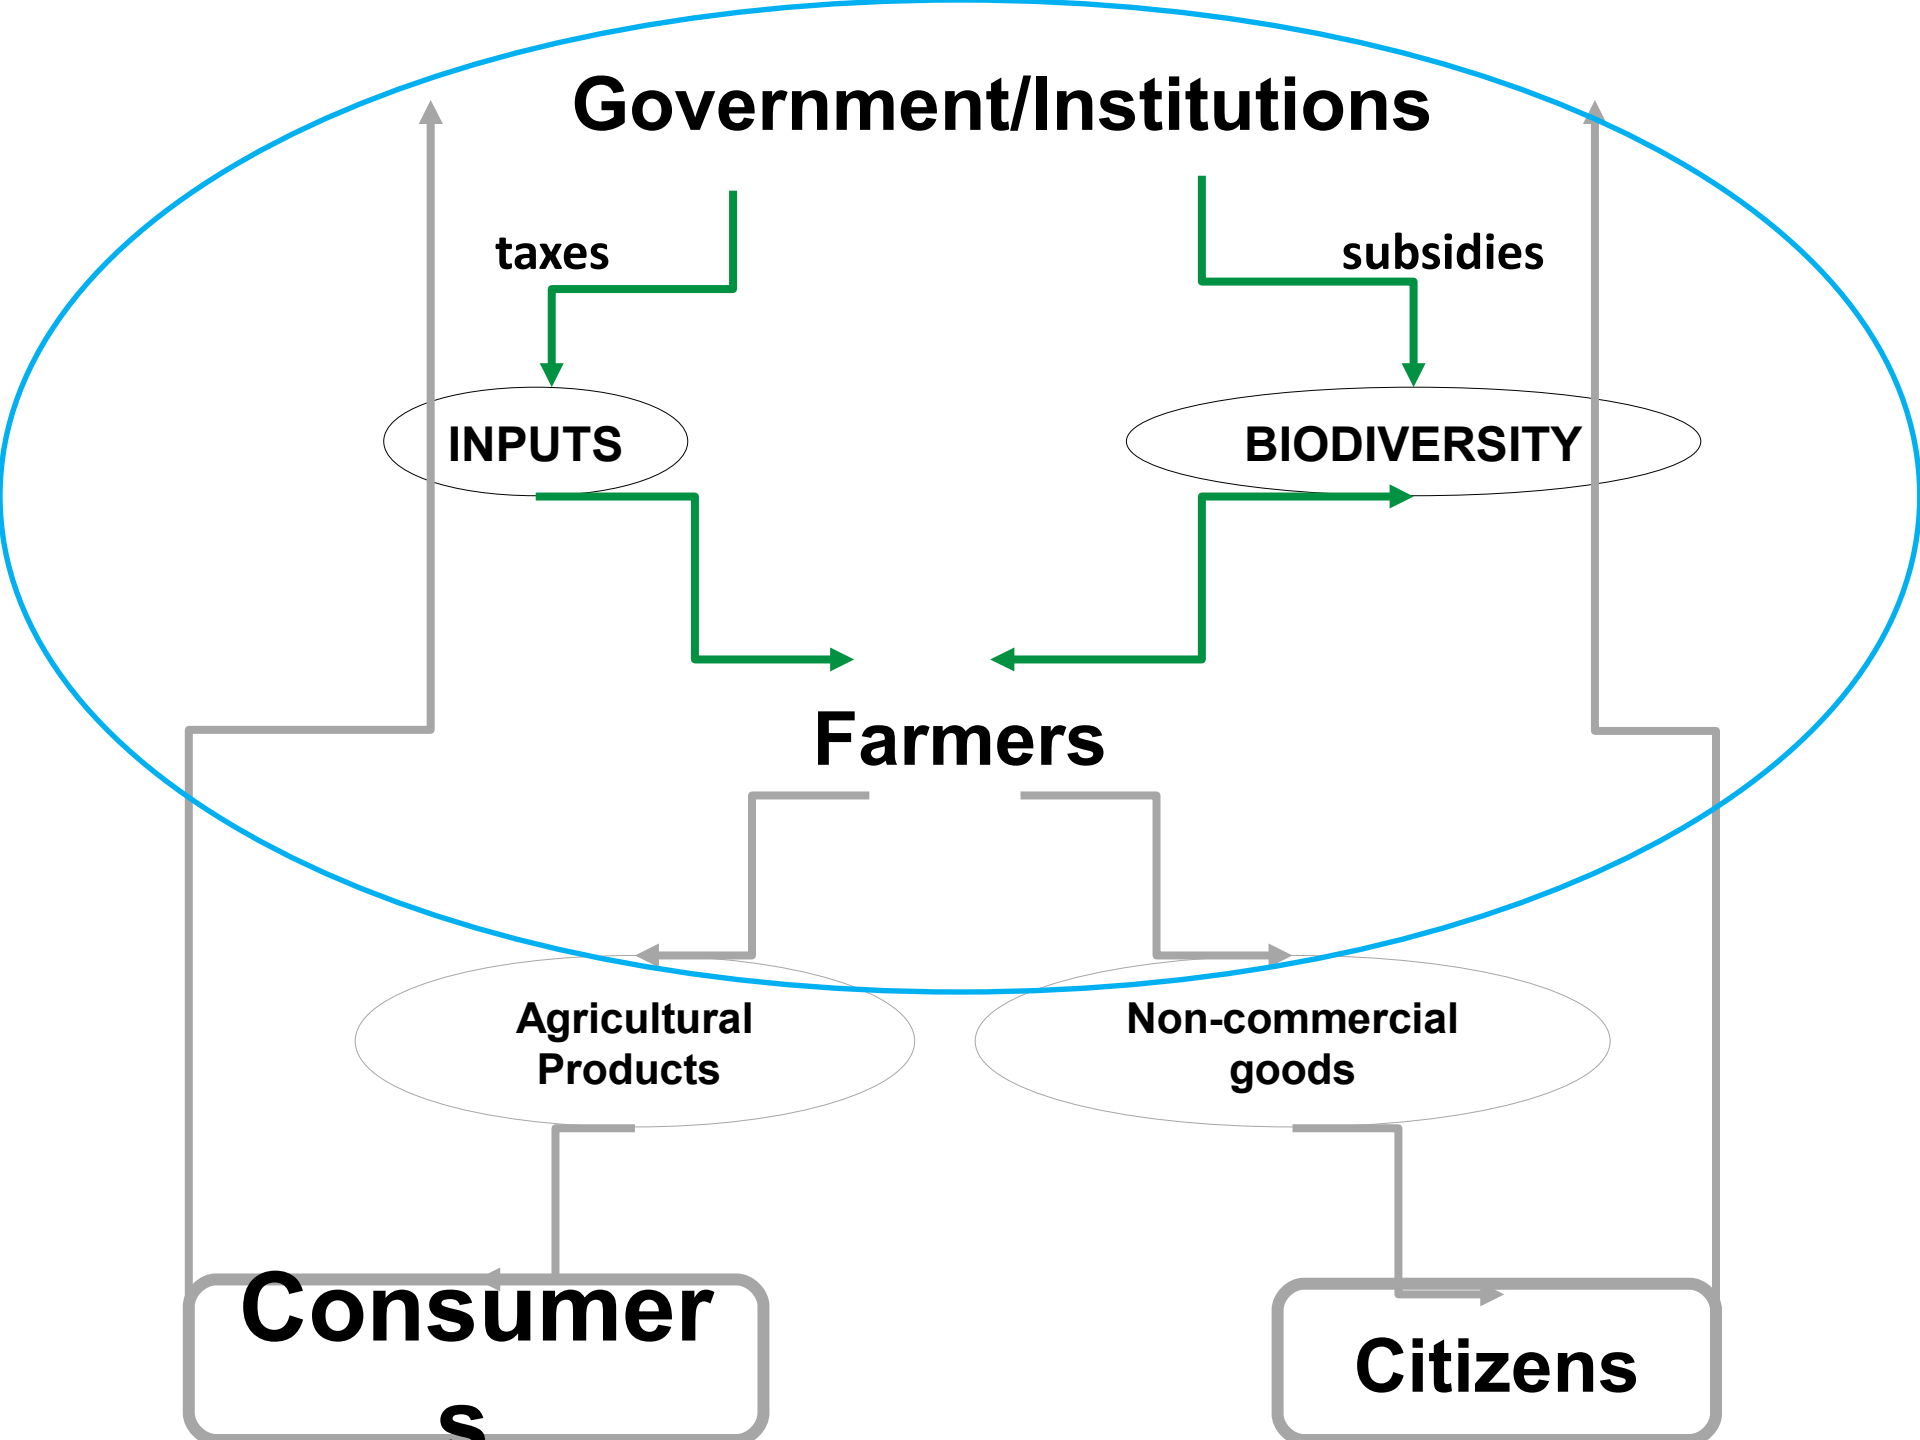 Government/Institutions
taxes
subsidies
INPUTS
BIODIVERSITY
Farmers
Agricultural
Products
Non-commercial
goods
Consumer
s
Citizens